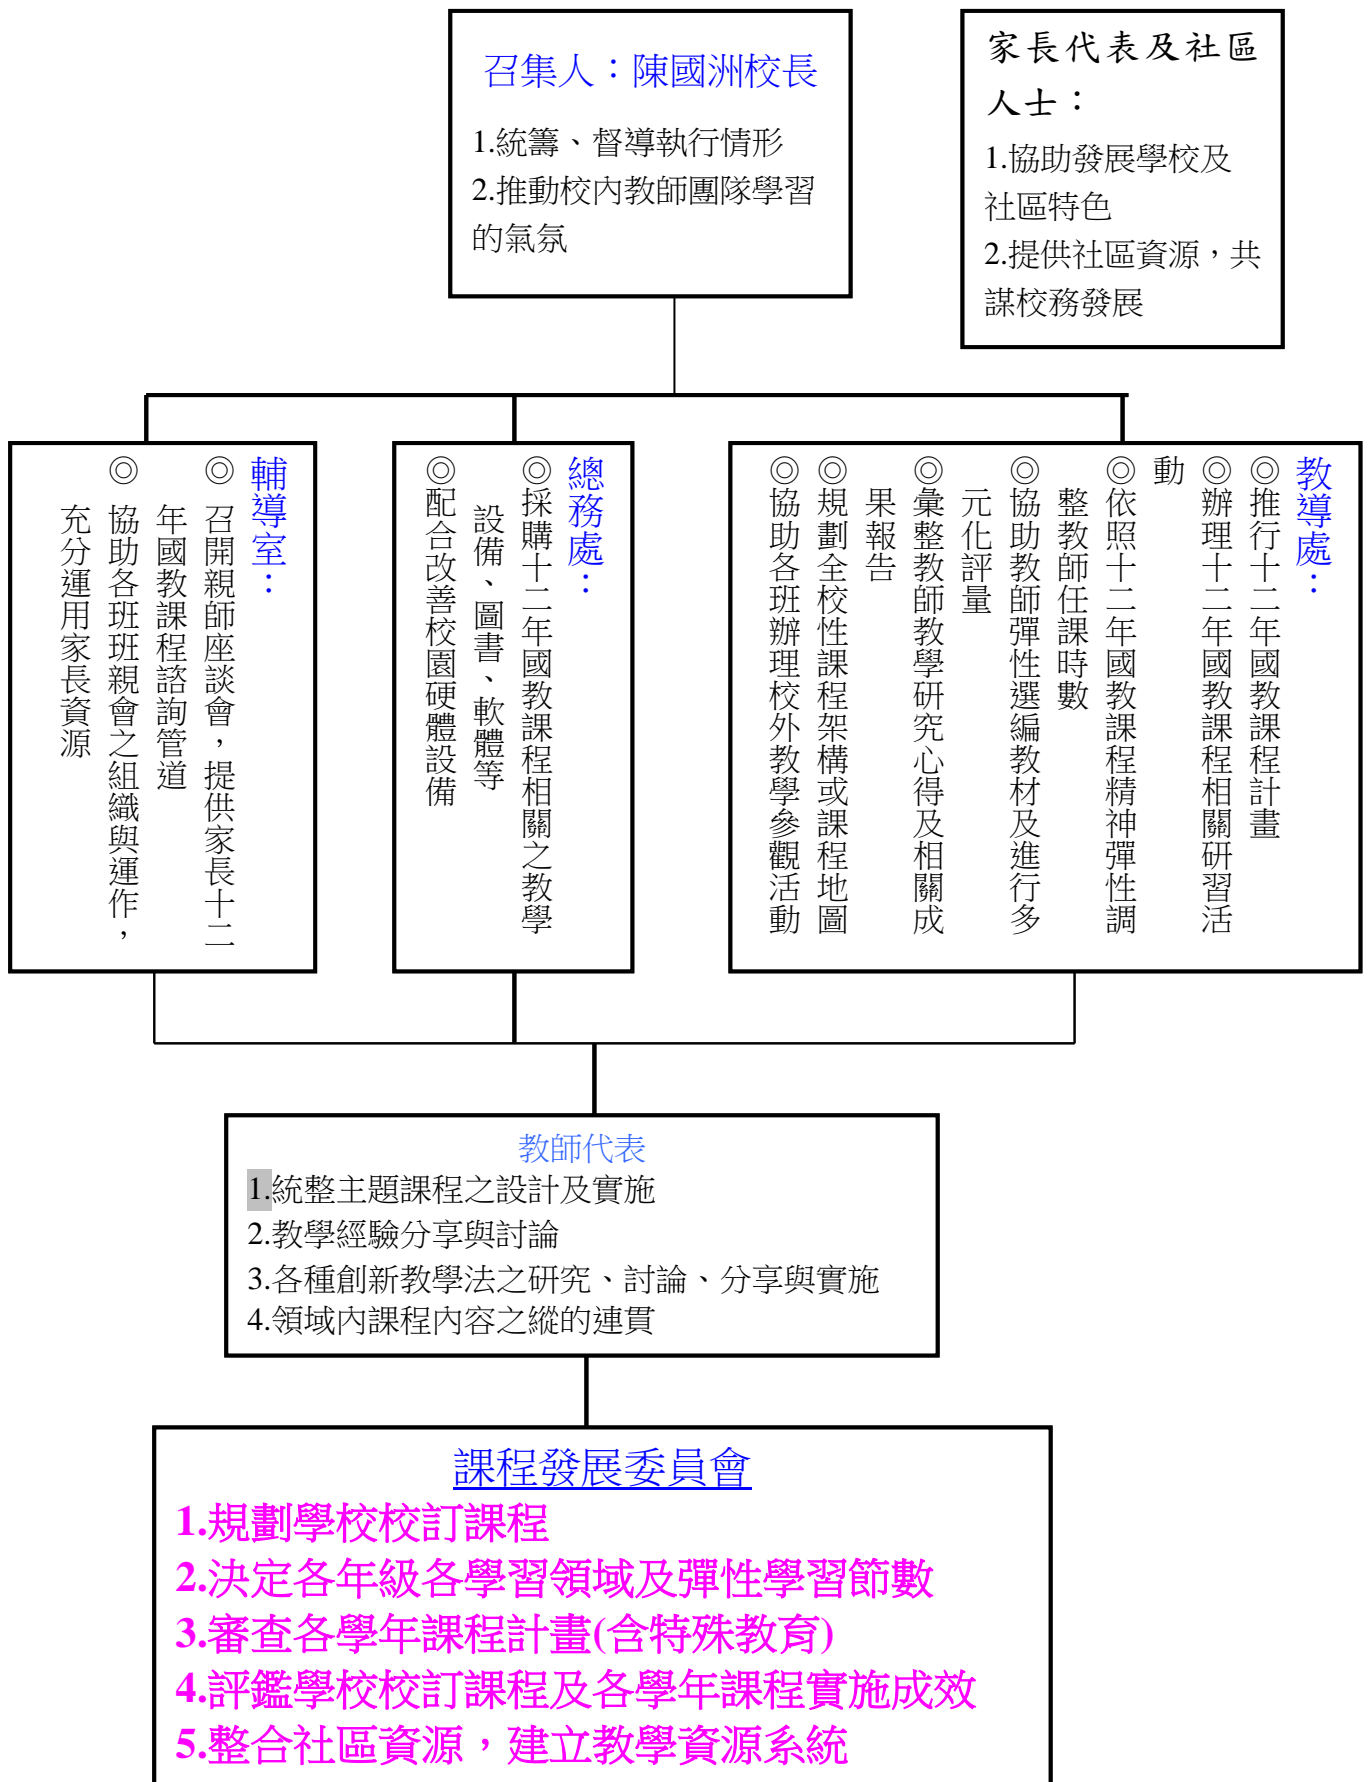 召集人：陳國洲校長
1.統籌、督導執行情形
2.推動校內教師團隊學習
的氣氛
家長代表及社區
人士：
1.協助發展學校及
社區特色
2.提供社區資源，共
謀校務發展
教導處：
◎推行十二年國教課程計畫
◎辦理十二年國教課程相關研習活
動
◎依照十二年國教課程精神彈性調
整教師任課時數
◎協助教師彈性選編教材及進行多
元化評量
◎彙整教師教學研究心得及相關成
果報告
◎規劃全校性課程架構或課程地圖
◎協助各班辦理校外教學參觀活動
總務處：
◎採購十二年國教課程相關之教學
設備、圖書、軟體等
◎配合改善校園硬體設備
輔導室：
◎ 召開親師座談會，提供家長十二
年國教課程諮詢管道
◎ 協助各班班親會之組織與運作，
充分運用家長資源
教師代表
1.統整主題課程之設計及實施
2.教學經驗分享與討論
3.各種創新教學法之研究、討論、分享與實施
4.領域內課程內容之縱的連貫
課程發展委員會
1.規劃學校校訂課程
2.決定各年級各學習領域及彈性學習節數
3.審查各學年課程計畫(含特殊教育)
4.評鑑學校校訂課程及各學年課程實施成效
5.整合社區資源，建立教學資源系統